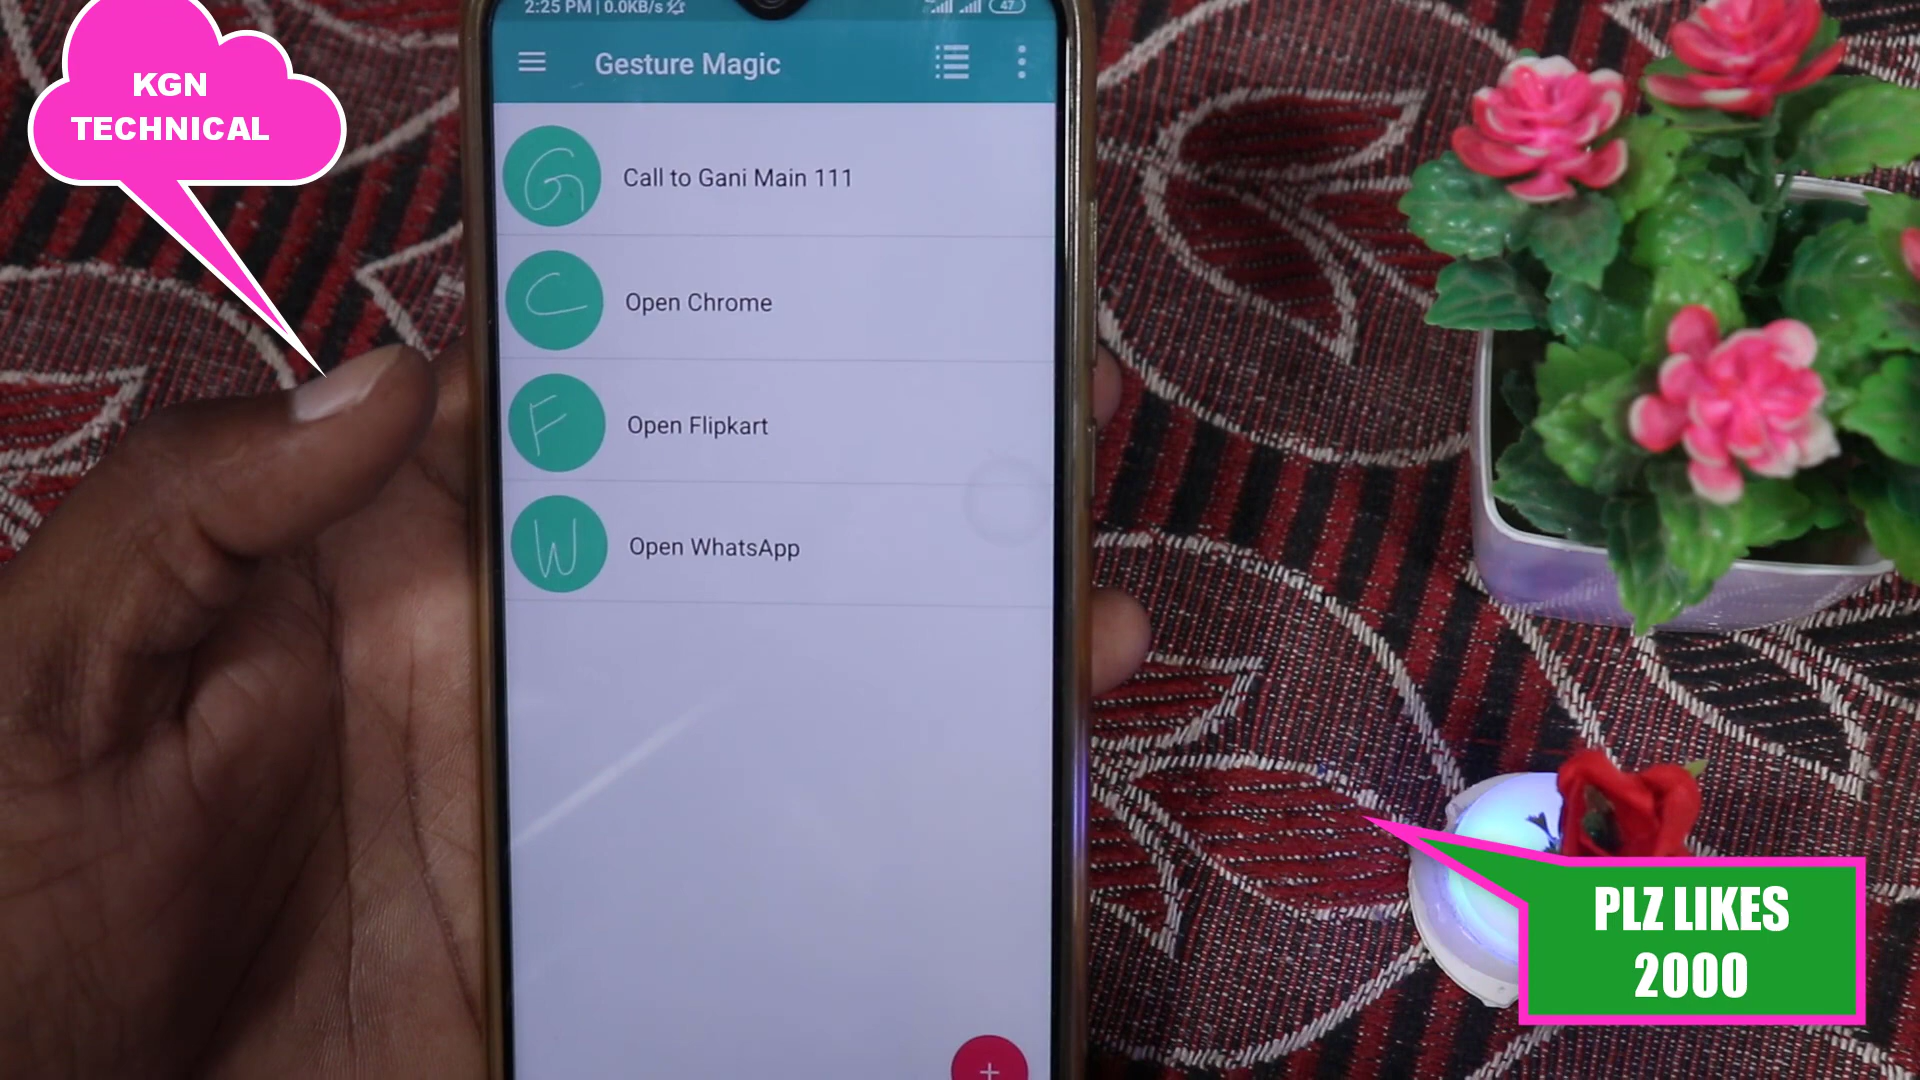 2:25 PM | 0.0KB/s
47
KGN
TECHNICAL
Gesture Magic
G
Call to Gani Main 111
C
Open Chrome
F
Open Flipkart
W
Open WhatsApp
+
PLZ LIKES
2000